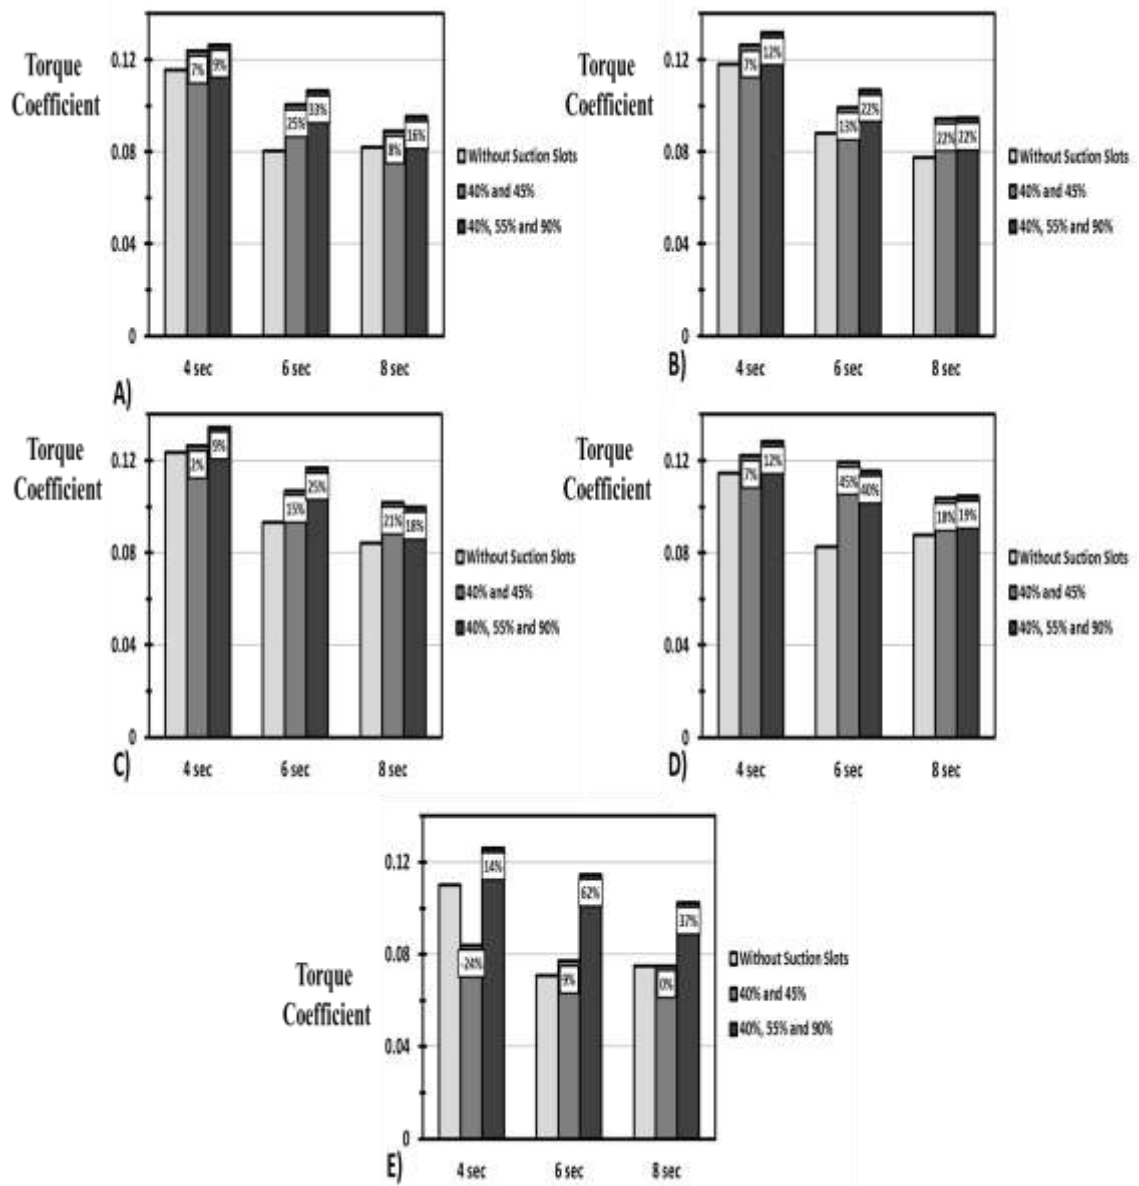 Torque
Coefficient
0.12
0.08
0.04
0
7%
9%
25%
33%
8%
16%
4 sec
6 sec
8 sec
Without Suction Slots
40% and 45%
40%, 55% and 90%
A)
Torque
Coefficient
0.12
0.08
0.04
0
7%
12%
13%
22%
22%
22%
4 sec
6 sec
8 sec
Without Suction Slots
40% and 45%
40%, 55% and 90%
B)
Torque
Coefficient
0.12
0.08
0.04
0
2%
9%
15%
25%
21%
18%
4 sec
6 sec
8 sec
Without Suction Slots
40% and 45%
40%, 55% and 90%
C)
Torque
Coefficient
0.12
0.08
0.04
0
7%
12%
45%
40%
18%
19%
4 sec
6 sec
8 sec
Without Suction Slots
40% and 45%
40%, 55% and 90%
D)
Torque
Coefficient
0.12
0.08
0.04
0
-24%
14%
9%
62%
0%
37%
4 sec
6 sec
8 sec
Without Suction Slots
40% and 45%
40%, 55% and 90%
E)